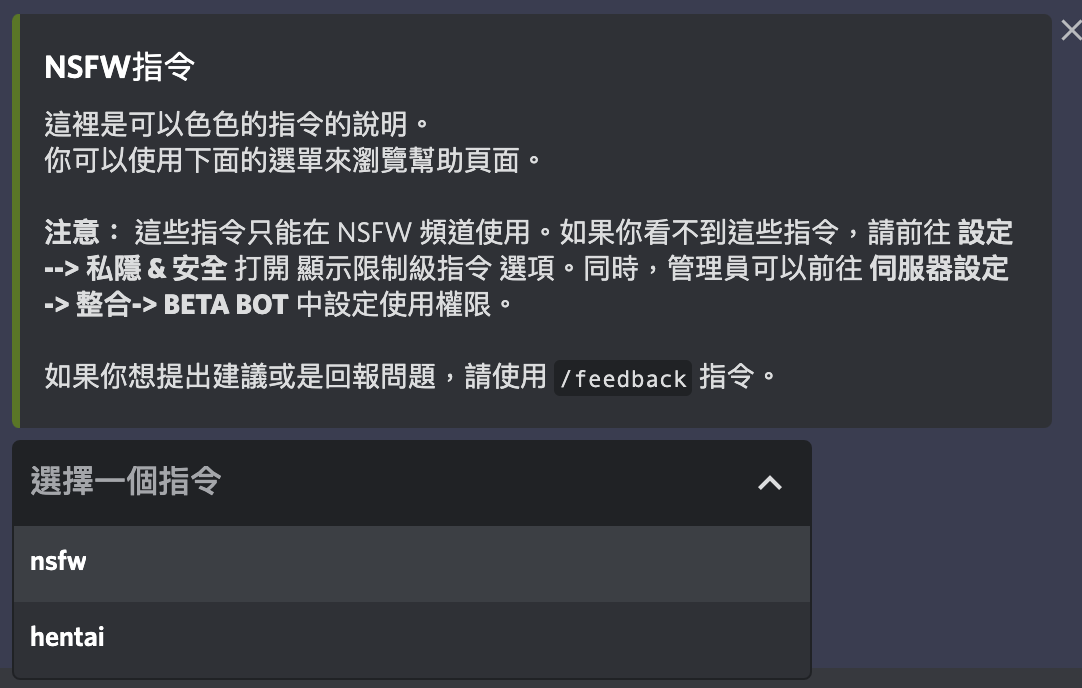 NSFW指令
這裡是可以色色的指令的說明。
你可以使用下面的選單來瀏覽幫助頁面。
注意： 這些指令只能在 NSFW 頻道使用。如果你看不到這些指令，請前往 設定
--> 私隱 & 安全 打開 顯示限制級指令 選項。同時，管理員可以前往 伺服器設定
-> 整合-> BETA BOT 中設定使用權限。
如果你想提出建議或是回報問題，請使用 /feedback 指令。
選擇一個指令
nsfw
hentai